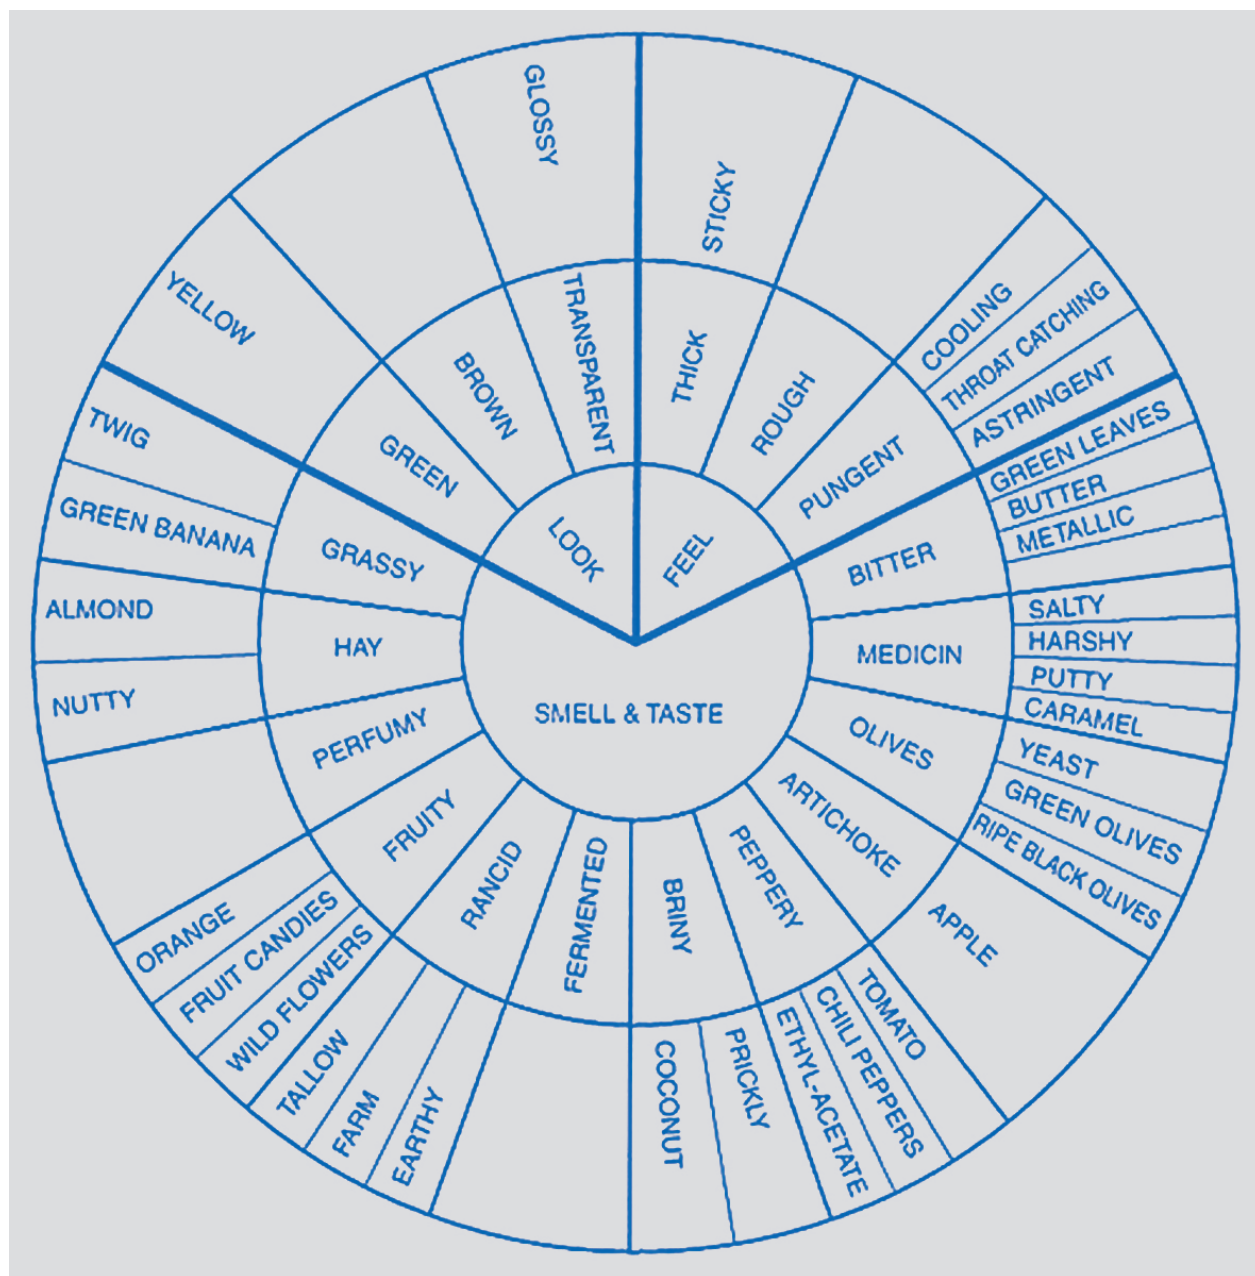 GLOSSY
STICKY
YELLOW
TRANSPARENT
THICK
BROWN
ROUGH
GREEN
PUNGENT
COOLING
THROAT CATCHING
ASTRINGENT
LOOK
FEEL
SMELL & TASTE
TWIG
GREEN BANANA
GRASSY
ALMOND
NUTTY
HAY
PERFUMY
FRUITY
ORANGE
FRUIT CANDIES
WILD FLOWERS
RANCID
TALLOW
FARM
EARTHY
FERMENTED
BRINY
COCONUT
PRICKLY
PEPPERY
ETHYL-ACETATE
CHILI PEPPERS
TOMATO
ARTICHOKE
APPLE
OLIVES
YEAST
GREEN OLIVES
RIPE BLACK OLIVES
MEDICIN
SALTY
HARSHY
PUTTY
CARAMEL
BITTER
GREEN LEAVES
BUTTER
METALLIC